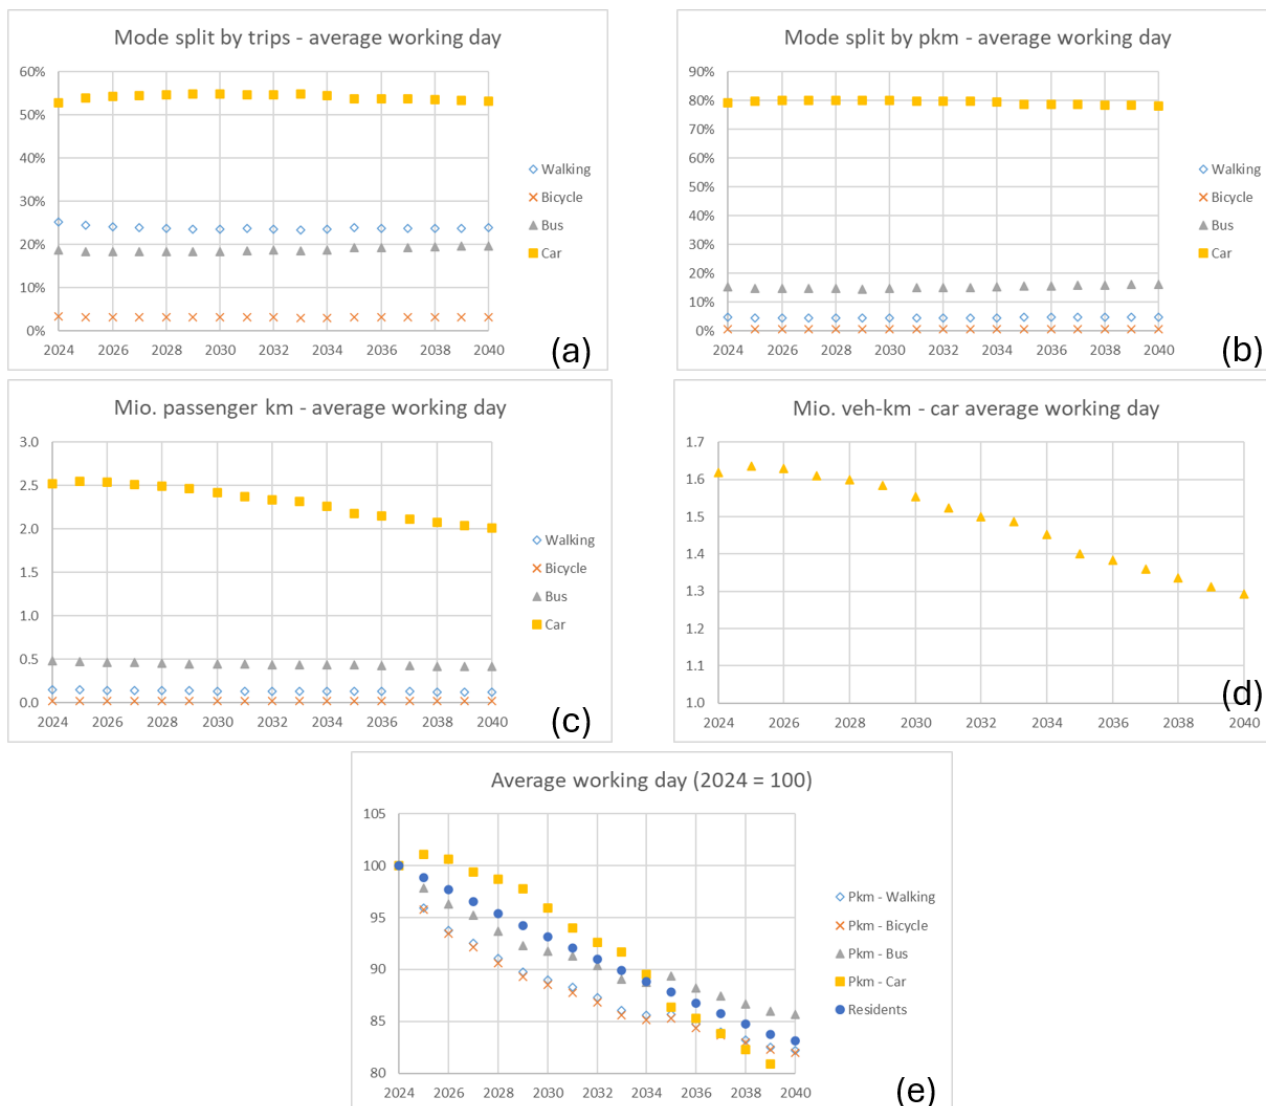 Mode split by trips - average working day
60%
50%
40%
30%
20%
10%
0%
2024 2026 2028 2030 2032 2034 2036 2038 2040
Walking
Bicycle
Bus
Car
(a)
Mode split by pkm - average working day
90%
80%
70%
60%
50%
40%
30%
20%
10%
0%
2024 2026 2028 2030 2032 2034 2036 2038 2040
Walking
Bicycle
Bus
Car
(b)
Mio. passenger km - average working day
3.0
2.5
2.0
1.5
1.0
0.5
0.0
2024 2026 2028 2030 2032 2034 2036 2038 2040
Walking
Bicycle
Bus
Car
(c)
Mio. veh-km - car average working day
1.7
1.6
1.5
1.4
1.3
1.2
1.1
1.0
2024 2026 2028 2030 2032 2034 2036 2038 2040
(d)
Average working day (2024 = 100)
105
100
95
90
85
80
2024 2026 2028 2030 2032 2034 2036 2038 2040
Pkm - Walking
Pkm - Bicycle
Pkm - Bus
Pkm - Car
Residents
(e)